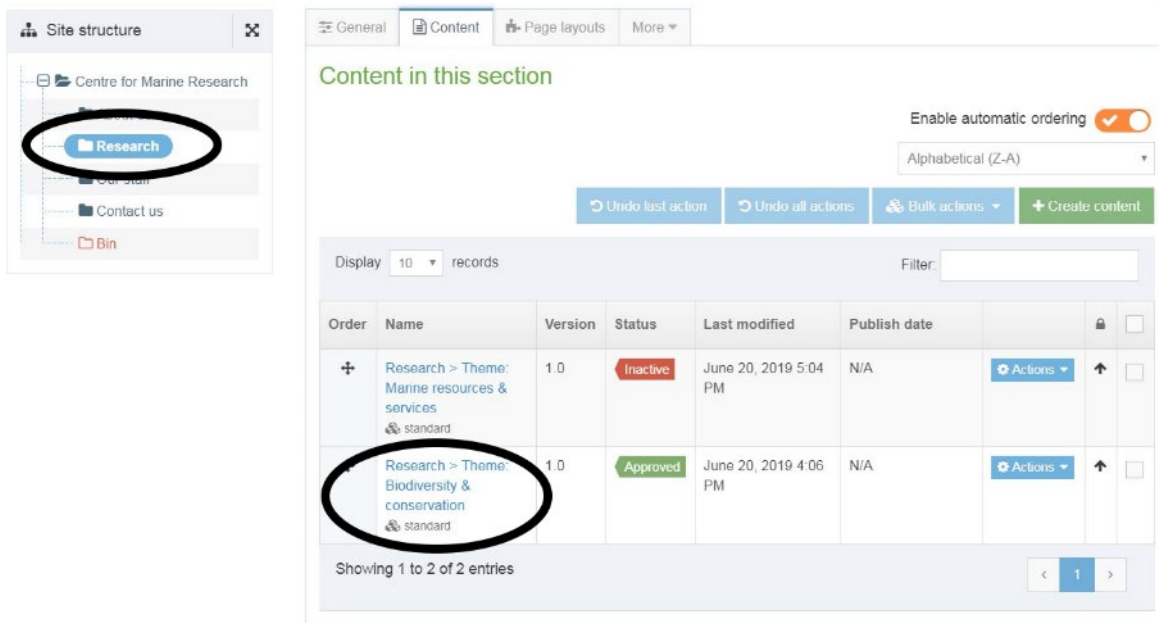 Site structure
Centre for Marine Research
Research
Our staff
Contact us
Bin
General Content Page layouts More
Content in this section
Enable automatic ordering
Alphabetical (Z-A)
Undo last action Undo all actions Bulk actions + Create content
Display 10 records Filter:
Order Name Version Status Last modified Publish date
Research > Theme: 1.0 Inactive June 20, 2019 5:04 N/A Actions
Marine resources & PM
services
standard
Research > Theme: 1.0 Approved June 20, 2019 4:06 N/A Actions
Biodiversity & PM
conservation
standard
Showing 1 to 2 of 2 entries
< 1 >